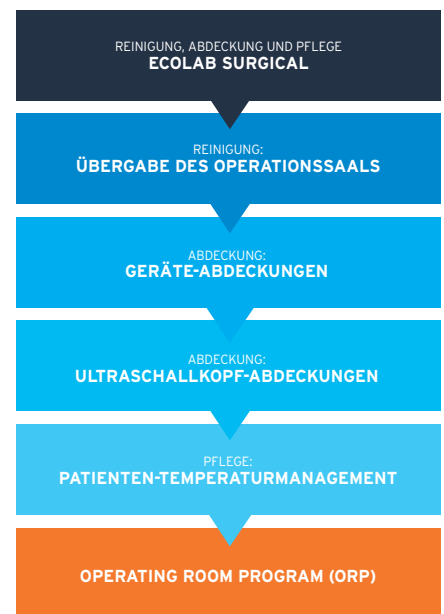 REINIGUNG, ABDECKUNG UND PFLEGE
ECOLAB SURGICAL
REINIGUNG:
ÜBERGABE DES OPERATIONSSAALS
ABDECKUNG:
GERÄTE-ABDECKUNGEN
ABDECKUNG:
ULTRASCHALLKOPF-ABDECKUNGEN
PFLEGE:
PATIENTEN-TEMPERATURMANAGEMENT
OPERATING ROOM PROGRAM (ORP)